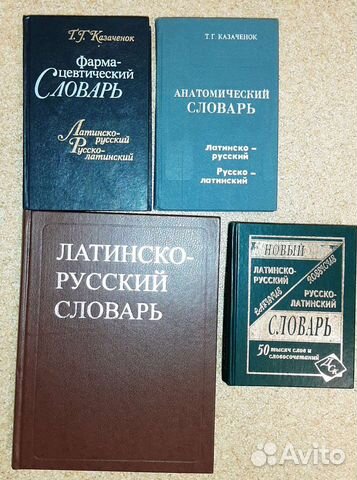 Т.Г. Казаченок
Фарма-
цевтический
СЛОВАРЬ
Латинско-русский
Русско-латинский
Т. Г. КАЗАЧЕНОК
АНАТОМИЧЕСКИЙ
СЛОВАРЬ
Латинско –
русский
Русско –
латинский
ЛАТИНСКО-
РУССКИЙ
СЛОВАРЬ
НОВЫЙ
ЛАТИНСКО-
РУССКИЙ
РУССКО-
ЛАТИНСКИЙ
СЛОВАРЬ
50 тысяч слов и
словосочетаний
Avito